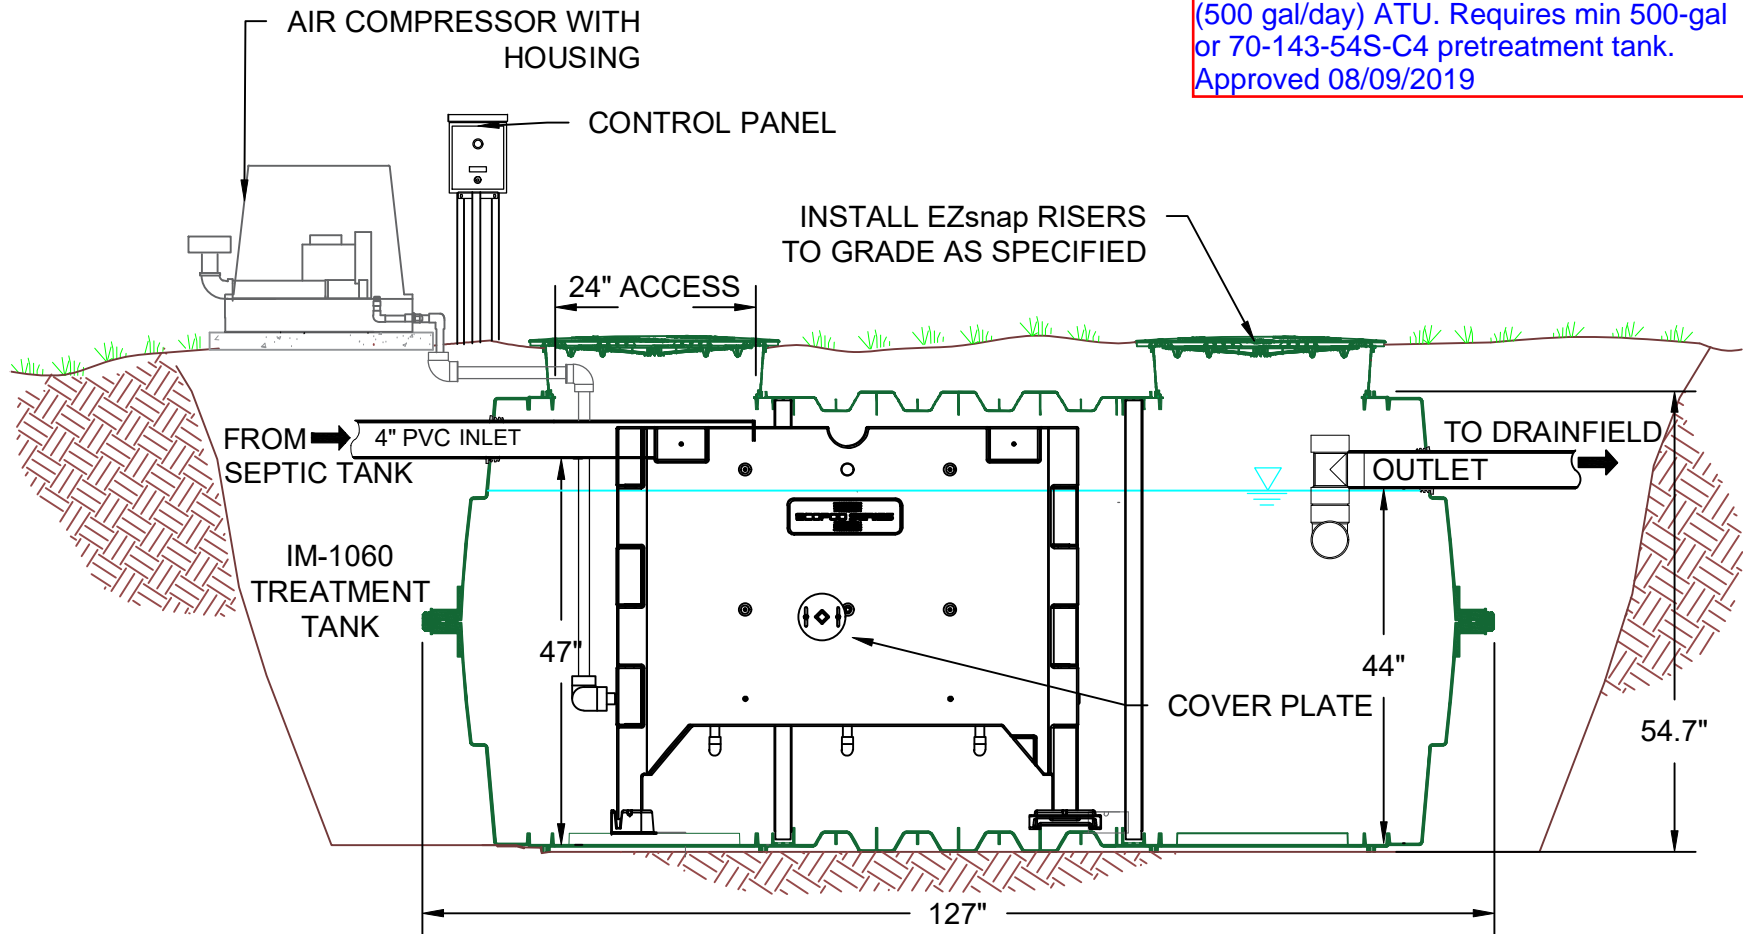 (500 gal/day) ATU. Requires min 500-gal
or 70-143-54S-C4 pretreatment tank.
Approved 08/09/2019
AIR COMPRESSOR WITH
HOUSING
CONTROL PANEL
INSTALL EZsnap RISERS
TO GRADE AS SPECIFIED
24" ACCESS
FROM
SEPTIC TANK
4" PVC INLET
TO DRAINFIELD
OUTLET
IM-1060
TREATMENT
TANK
47"
44"
COVER PLATE
54.7"
127"